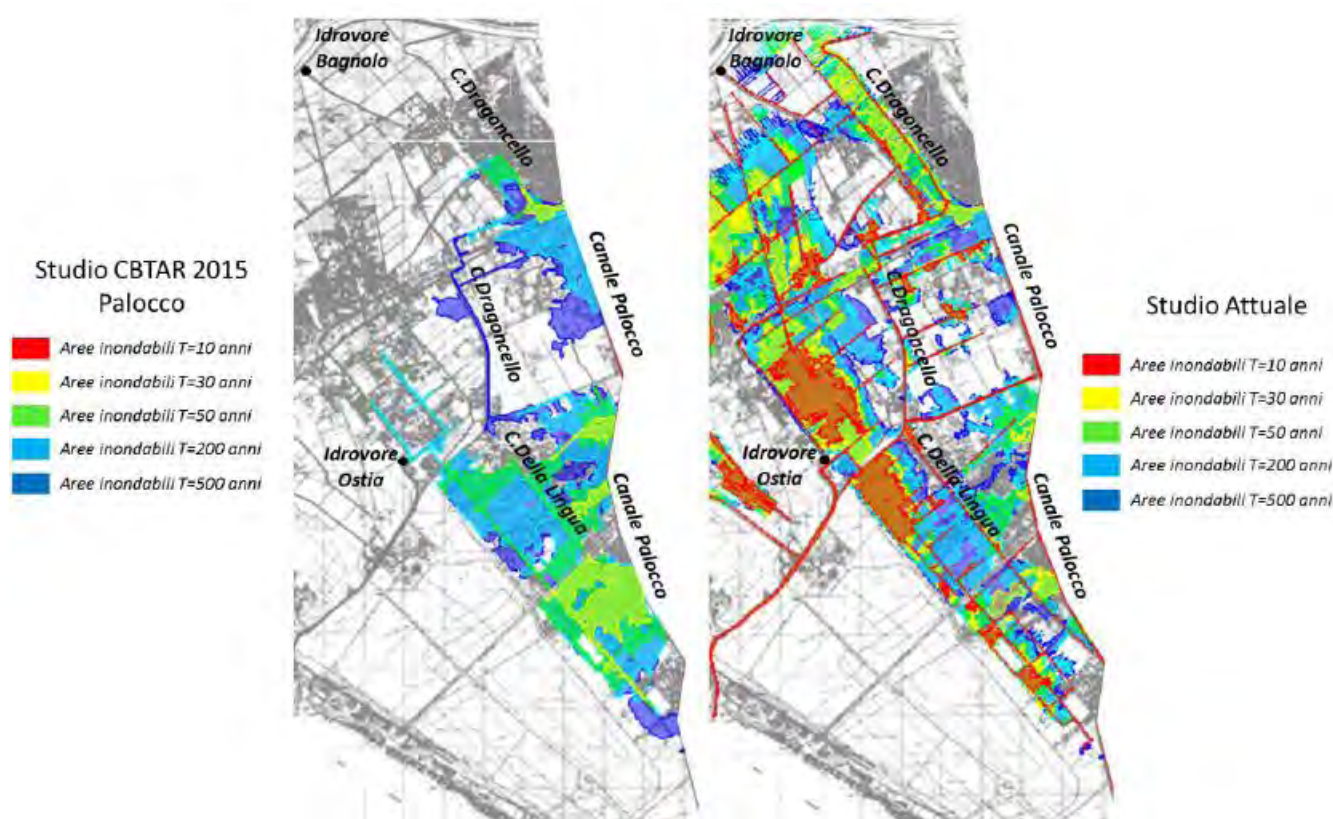 Idrovore
Bagnolo
C.Dragoncello
Canale Palocco
C.Dragoncello
Idrovore
Ostia
C.Della Lingua
Canale Palocco
Studio CBTAR 2015
Palocco
Aree inondabili T=10 anni
Aree inondabili T=30 anni
Aree inondabili T=50 anni
Aree inondabili T=200 anni
Aree inondabili T=500 anni
Idrovore
Bagnolo
C.Dragoncello
Canale Palocco
C.Dragoncello
Idrovore
Ostia
C.Della Lingua
Canale Palocco
Studio Attuale
Aree inondabili T=10 anni
Aree inondabili T=30 anni
Aree inondabili T=50 anni
Aree inondabili T=200 anni
Aree inondabili T=500 anni